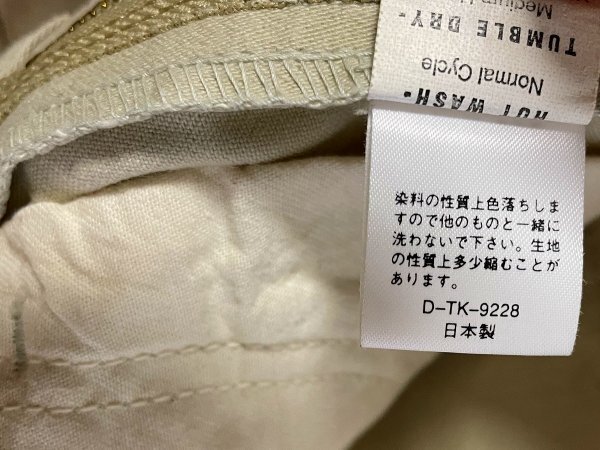 Medium
TUMBLE DRY-
Normal Cycle
HOT WASH-
染料の性質上色落ちしま
すので他のものと一緒に
洗わないで下さい。生地
の性質上多少縮むことが
あります。
D-TK-9228
日本製